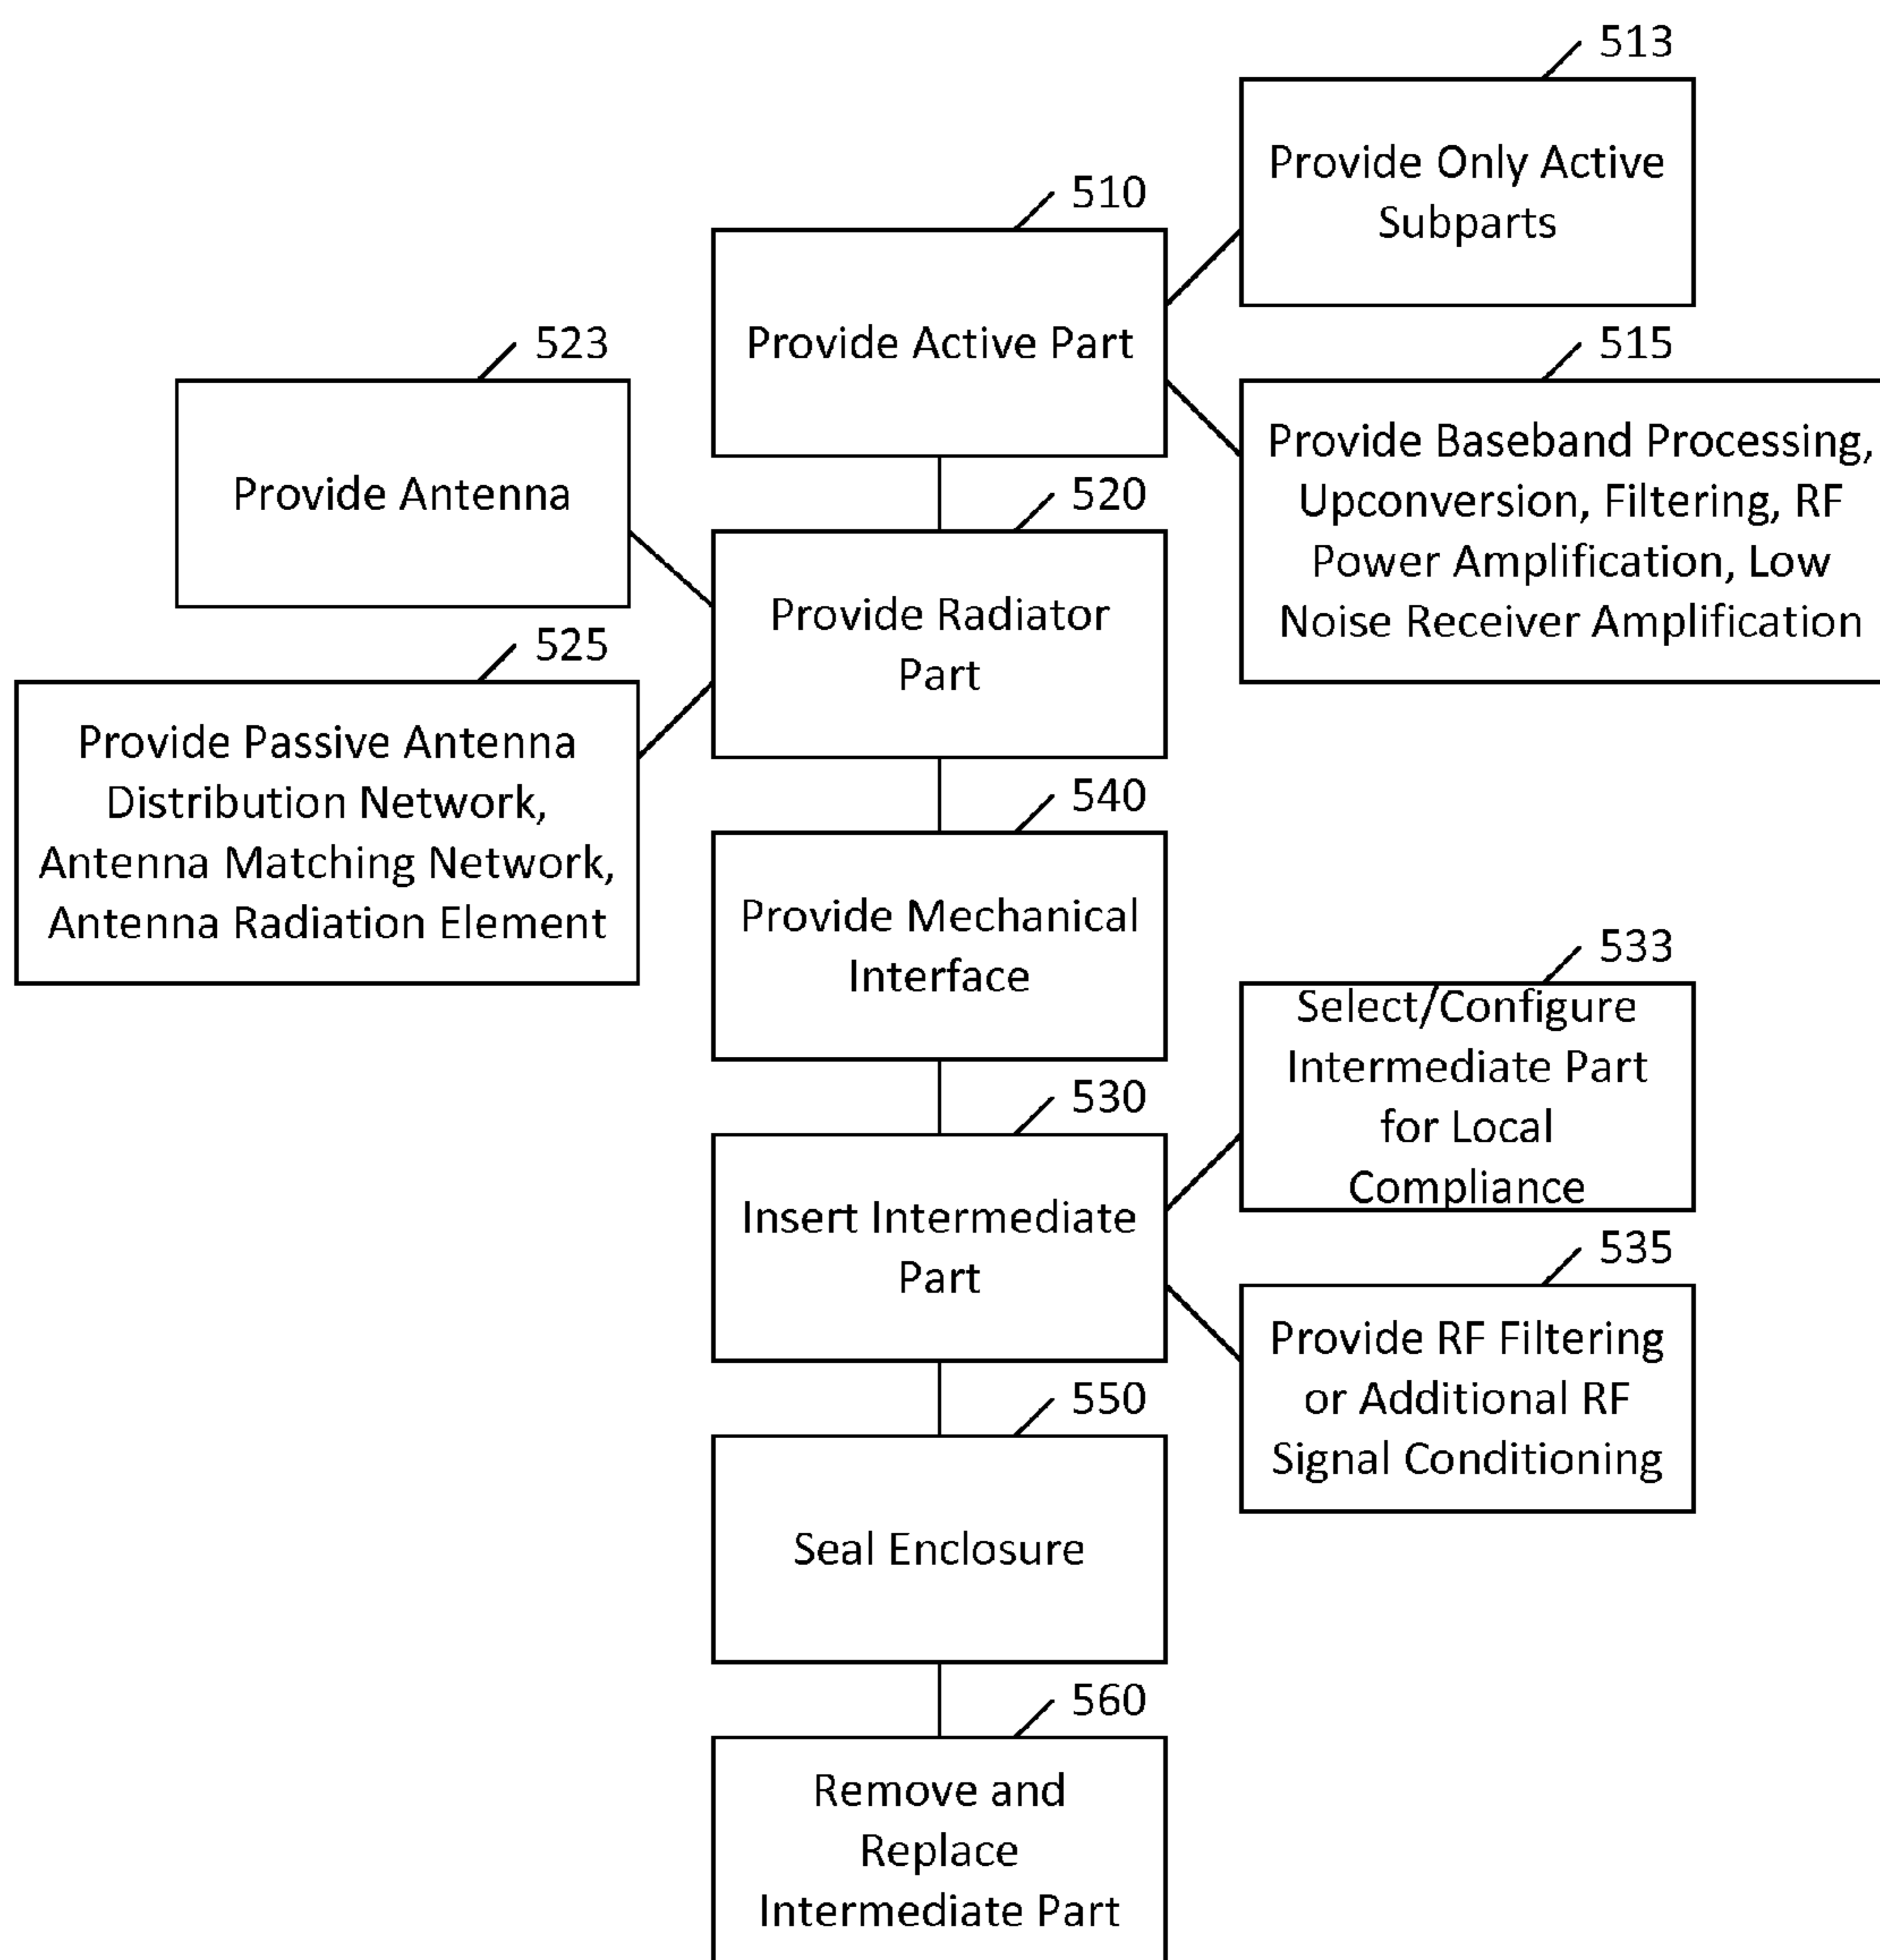 513
Provide Only Active
Subparts
510
Provide Active Part
523
Provide Antenna
515
Provide Baseband Processing,
Upconversion, Filtering, RF
Power Amplification, Low
Noise Receiver Amplification
520
Provide Radiator
Part
525
Provide Passive Antenna
Distribution Network,
Antenna Matching Network,
Antenna Radiation Element
540
Provide Mechanical
Interface
533
Select/Configure
Intermediate Part
for Local
Compliance
530
Insert Intermediate
Part
535
Provide RF Filtering
or Additional RF
Signal Conditioning
550
Seal Enclosure
560
Remove and
Replace
Intermediate Part